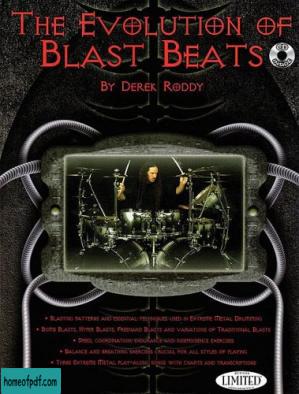 The Evolution of
Blast Beats
By Derek Roddy
• Blasting patterns and essential techniques used in Extreme Metal Drumming
• Bomb Blasts, Hyper Blasts, Freehand Blasts and variations of Traditional Blasts
• Speed, coordination, endurance and independence exercises
• Balance and breathing exercises crucial for all styles of playing
• Three Extreme Metal play-along songs with charts and transcriptions
LIMITED
homeofpdf.com